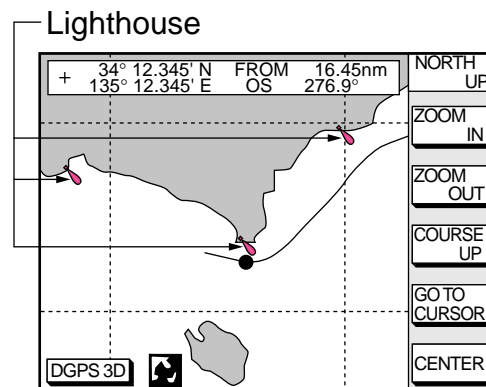 Lighthouse
+ 34° 12.345' N FROM 16.45nm
135° 12.345' E OS 276.9°
NORTH
UP
ZOOM
IN
ZOOM
OUT
COURSE
UP
GO TO
CURSOR
CENTER
DGPS 3D